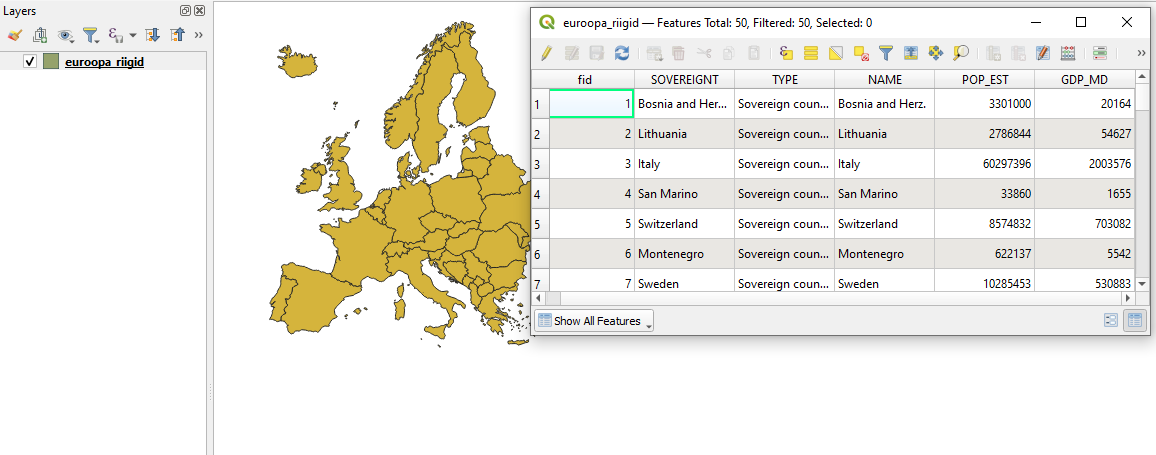 Layers
euroopa_riigid
euroopa_riigid — Features Total: 50, Filtered: 50, Selected: 0
fid SOVEREIGNT TYPE NAME POP_EST GDP_MD
1 1 Bosnia and Her... Sovereign coun... Bosnia and Herz. 3301000 20164
2 2 Lithuania Sovereign coun... Lithuania 2786844 54627
3 3 Italy Sovereign coun... Italy 60297396 2003576
4 4 San Marino Sovereign coun... San Marino 33860 1655
5 5 Switzerland Sovereign coun... Switzerland 8574832 703082
6 6 Montenegro Sovereign coun... Montenegro 622137 5542
7 7 Sweden Sovereign coun... Sweden 10285453 530883
Show All Features